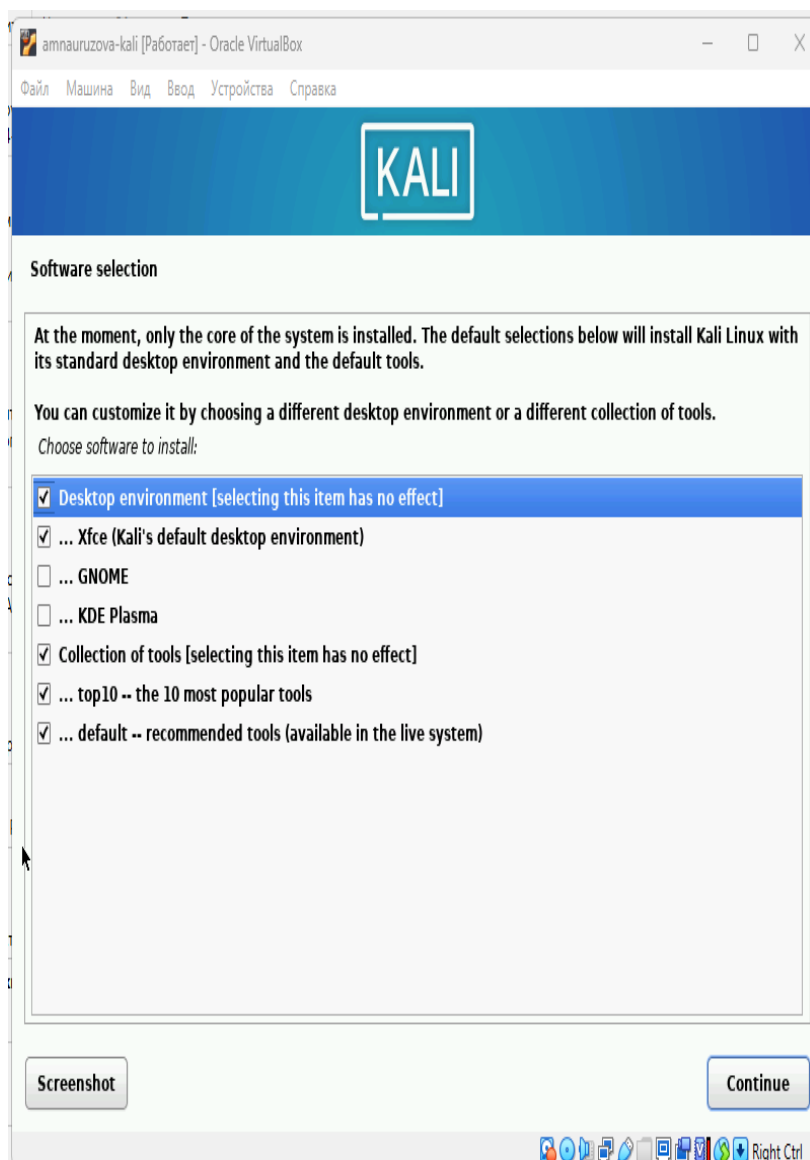 amnauruzova-kali [Работает] - Oracle VirtualBox
Файл Машина Вид Ввод Устройства Справка
KALI
Software selection
At the moment, only the core of the system is installed. The default selections below will install Kali Linux with
its standard desktop environment and the default tools.
You can customize it by choosing a different desktop environment or a different collection of tools.
Choose software to install:
Desktop environment [selecting this item has no effect]
... Xfce (Kali's default desktop environment)
... GNOME
... KDE Plasma
Collection of tools [selecting this item has no effect]
... top10 -- the 10 most popular tools
... default -- recommended tools (available in the live system)
Screenshot Continue
Right Ctrl